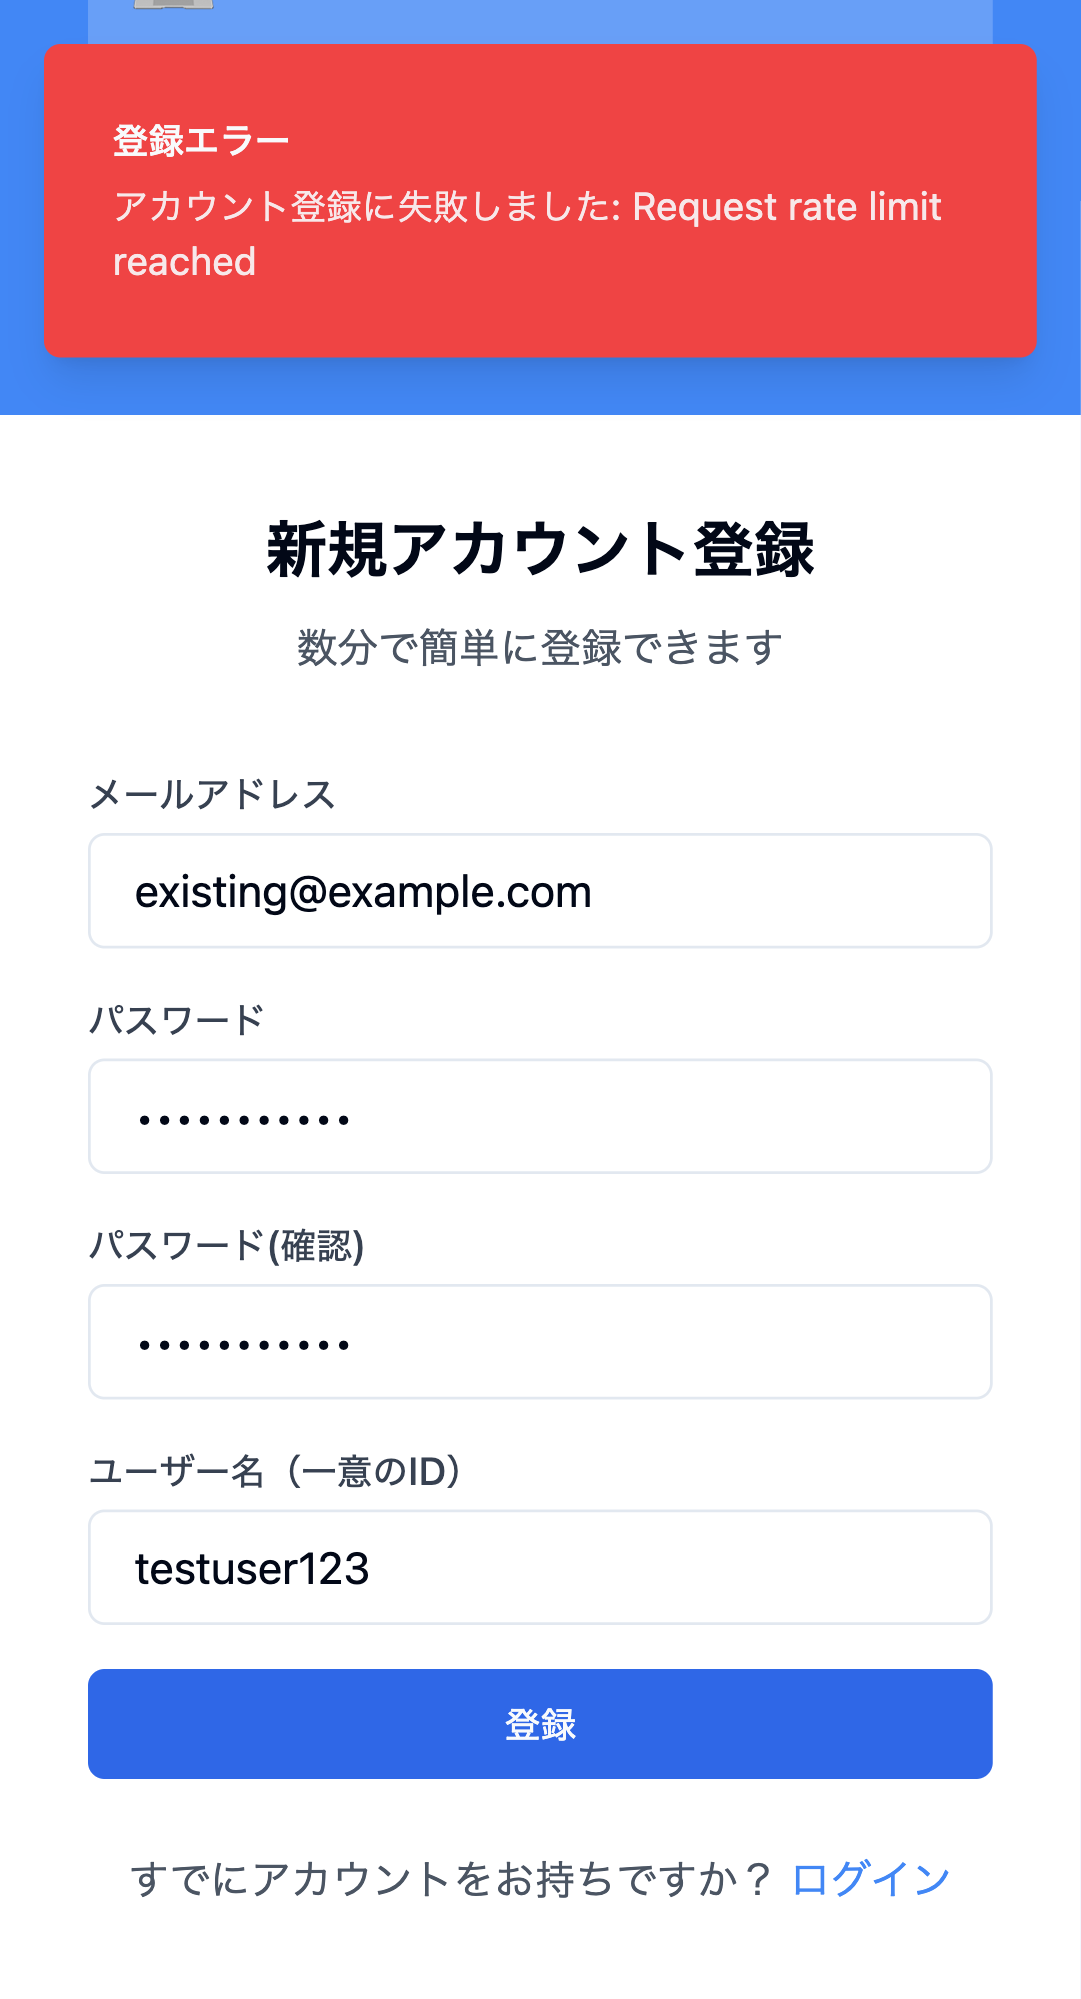 登録エラー
アカウント登録に失敗しました: Request rate limit
reached
新規アカウント登録
数分で簡単に登録できます
メールアドレス
existing@example.com
パスワード
•••••••••••
パスワード(確認)
•••••••••••
ユーザー名（一意のID）
testuser123
登録
すでにアカウントをお持ちですか？ ログイン